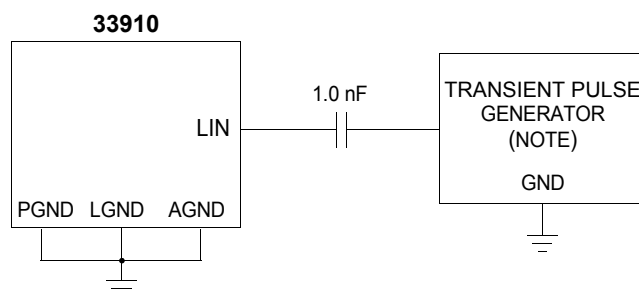 33910
1.0 nF
TRANSIENT PULSE
GENERATOR
(NOTE)
LIN
GND
PGND LGND AGND